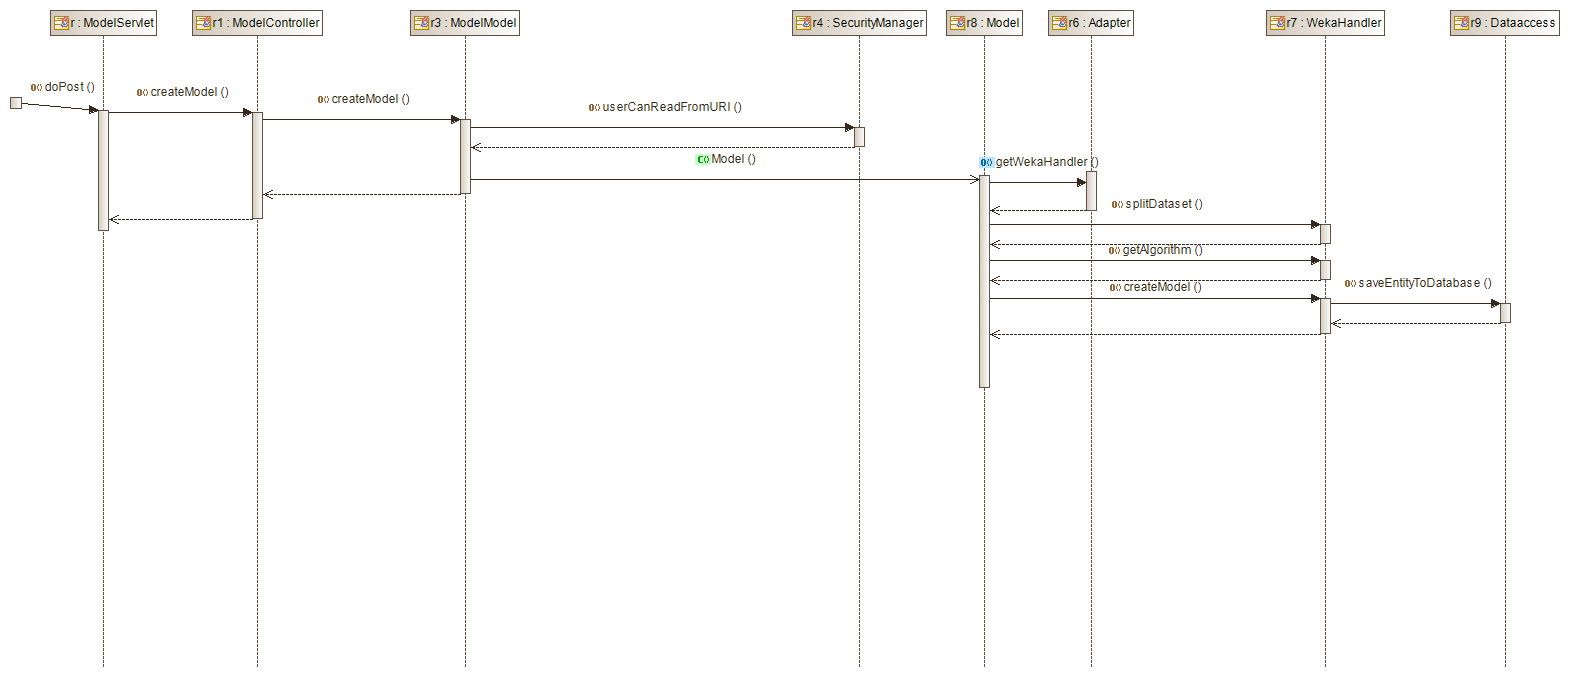 r : ModelServlet
r1 : ModelController
r3 : ModelModel
r4 : SecurityManager
r8 : Model
r6 : Adapter
r7 : WekaHandler
r9 : Dataaccess
doPost ()
createModel ()
createModel ()
userCanReadFromURI ()
Model ()
getWekaHandler ()
splitDataset ()
getAlgorithm ()
createModel ()
saveEntityToDatabase ()